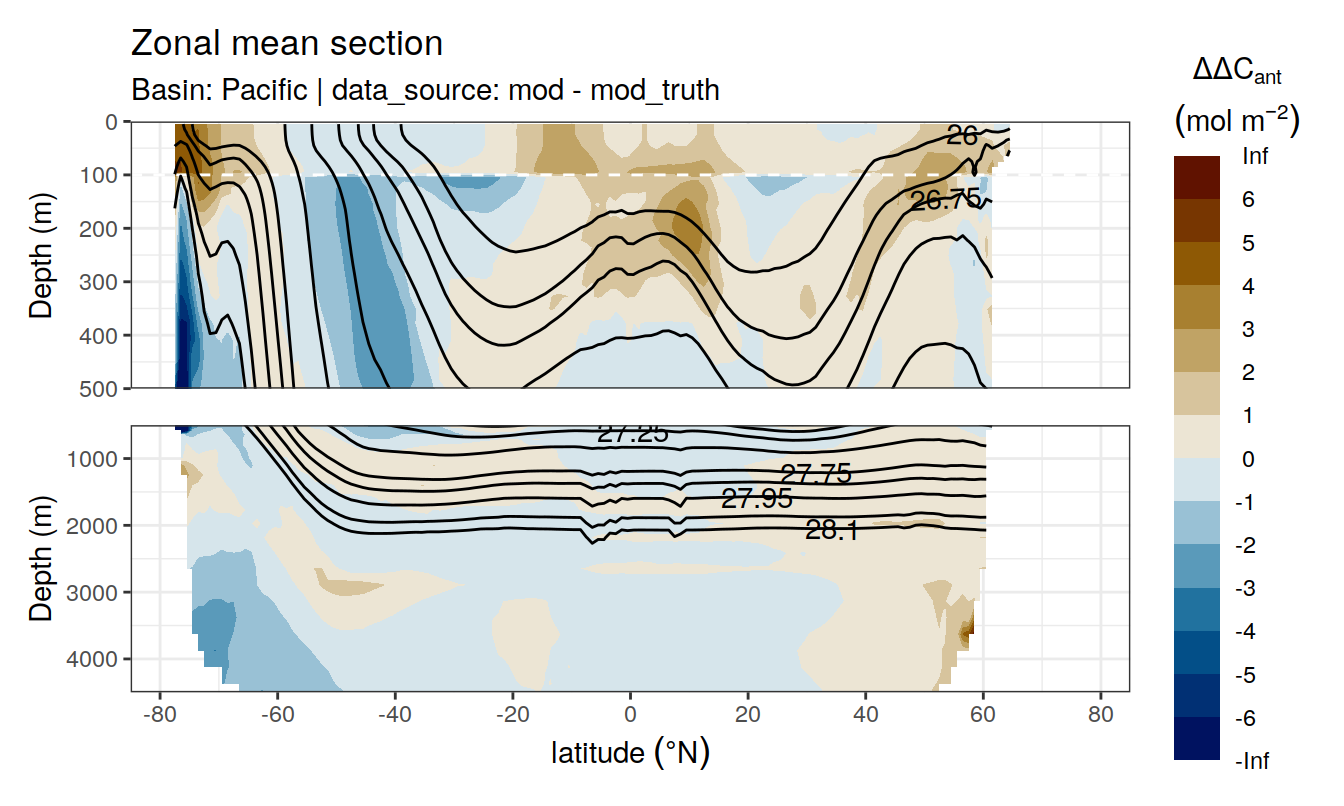 Zonal mean section
Basin: Pacific | data_source: mod - mod_truth
ΔΔCant
(mol m−2)
Inf
6
5
4
3
2
1
0
-1
-2
-3
-4
-5
-6
-Inf
Depth (m)
0
100
200
300
400
500
26
26.75
Depth (m)
1000
2000
3000
4000
27.25
27.75
27.95
28.1
-80 -60 -40 -20 0 20 40 60 80
latitude (°N)